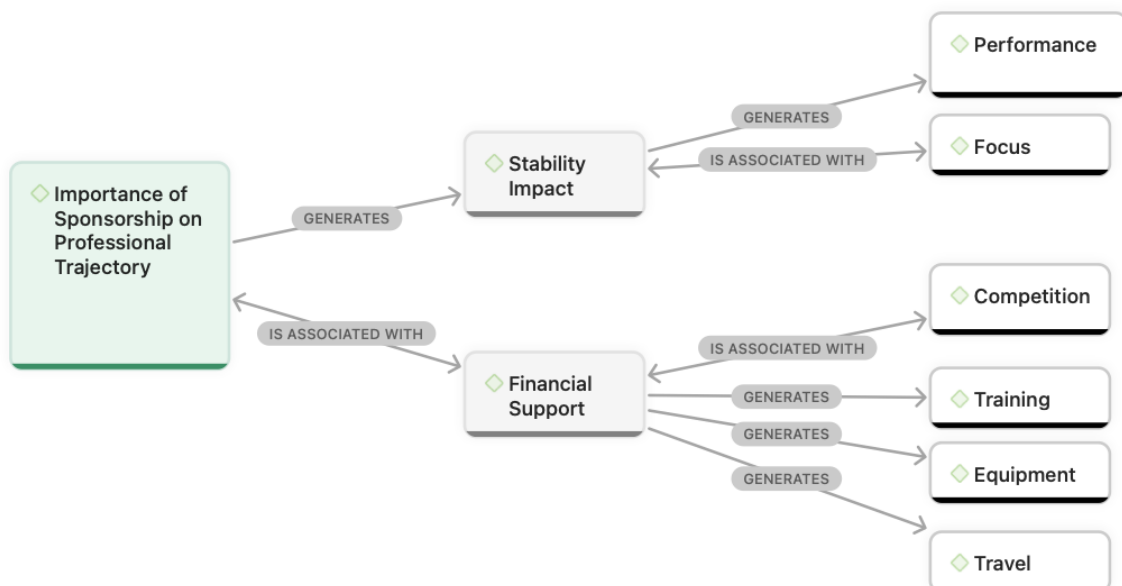 Performance
GENERATES
Stability
Impact
IS ASSOCIATED WITH
Focus
Importance of
Sponsorship on
Professional
Trajectory
GENERATES
IS ASSOCIATED WITH
Financial
Support
Competition
IS ASSOCIATED WITH
GENERATES
Training
GENERATES
Equipment
GENERATES
Travel